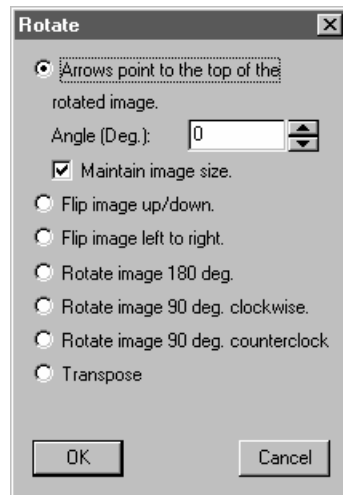 Rotate
Arrows point to the top of the
rotated image.
Angle (Deg.): 0
Maintain image size.
Flip image up/down.
Flip image left to right.
Rotate image 180 deg.
Rotate image 90 deg. clockwise.
Rotate image 90 deg. counterclock
Transpose
OK Cancel